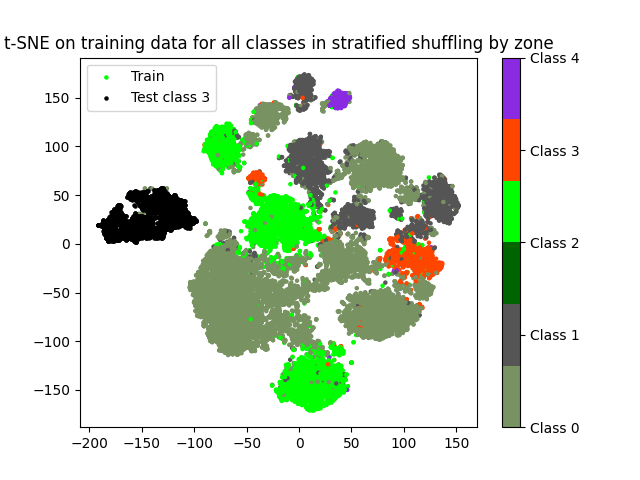 t-SNE on training data for all classes in stratified shuffling by zone
Train
Test class 3
150
100
50
0
−50
−100
−150
−200
−150
−100
−50
0
50
100
150
Class 4
Class 3
Class 2
Class 1
Class 0